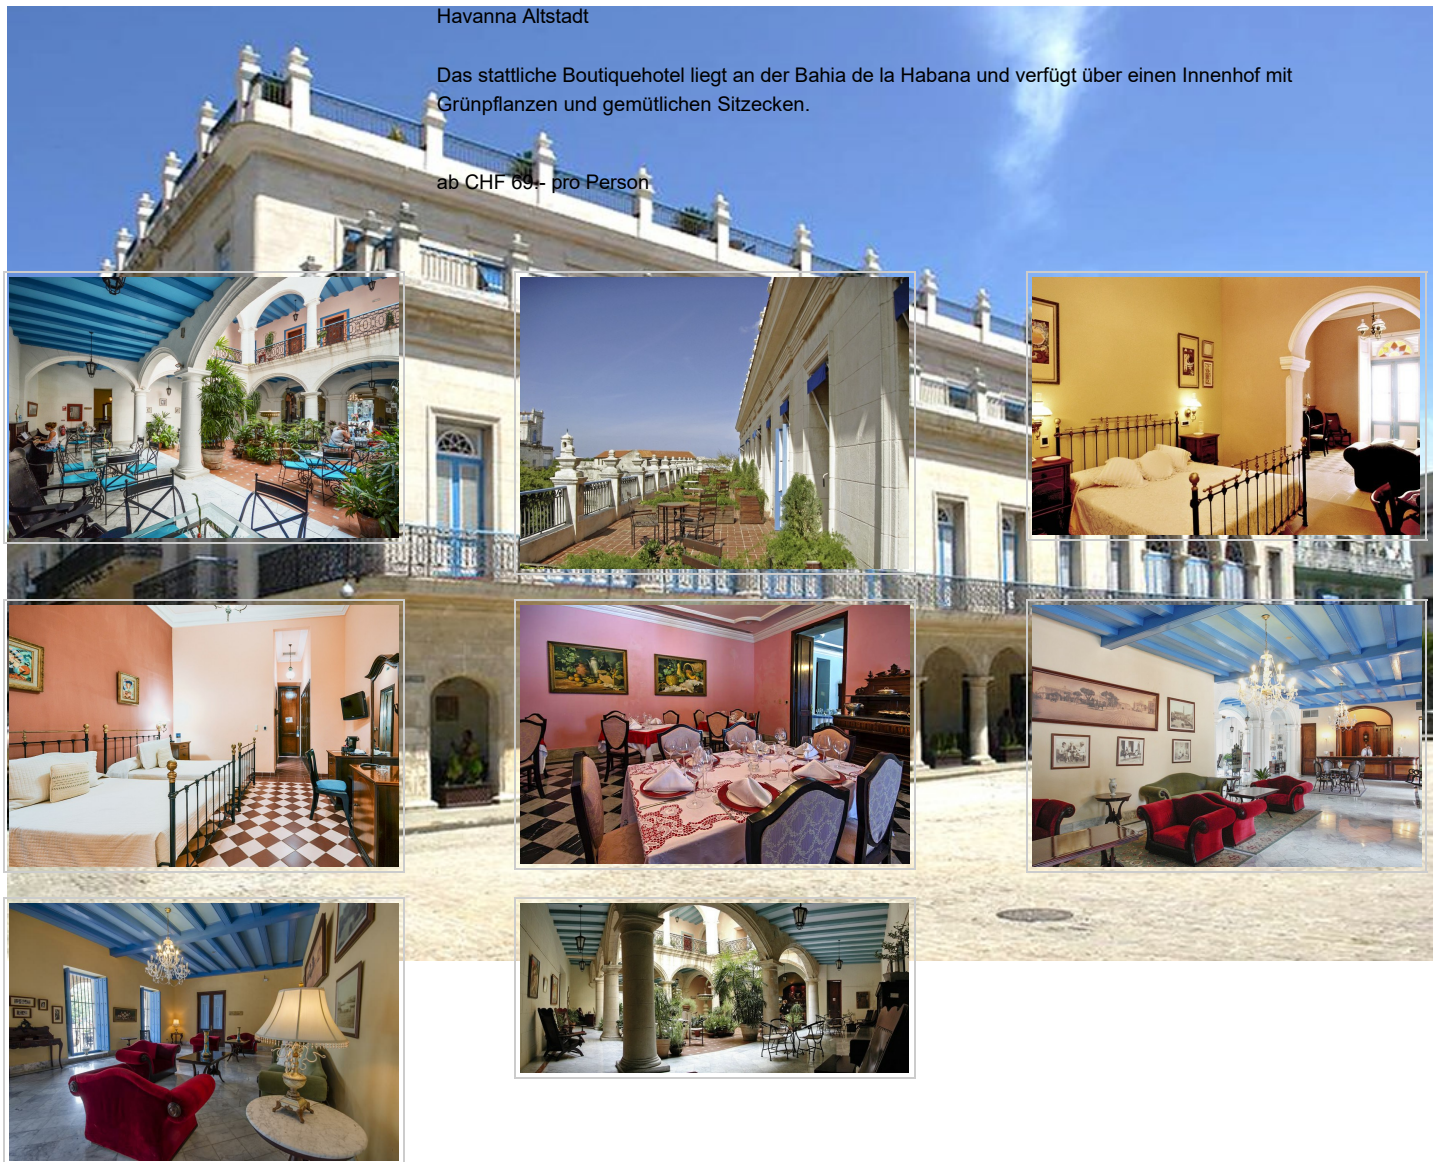 Havanna Altstadt
Das stattliche Boutiquehotel liegt an der Bahia de la Habana und verfügt über einen Innenhof mit
Grünpflanzen und gemütlichen Sitzecken.
ab CHF 69.- pro Person